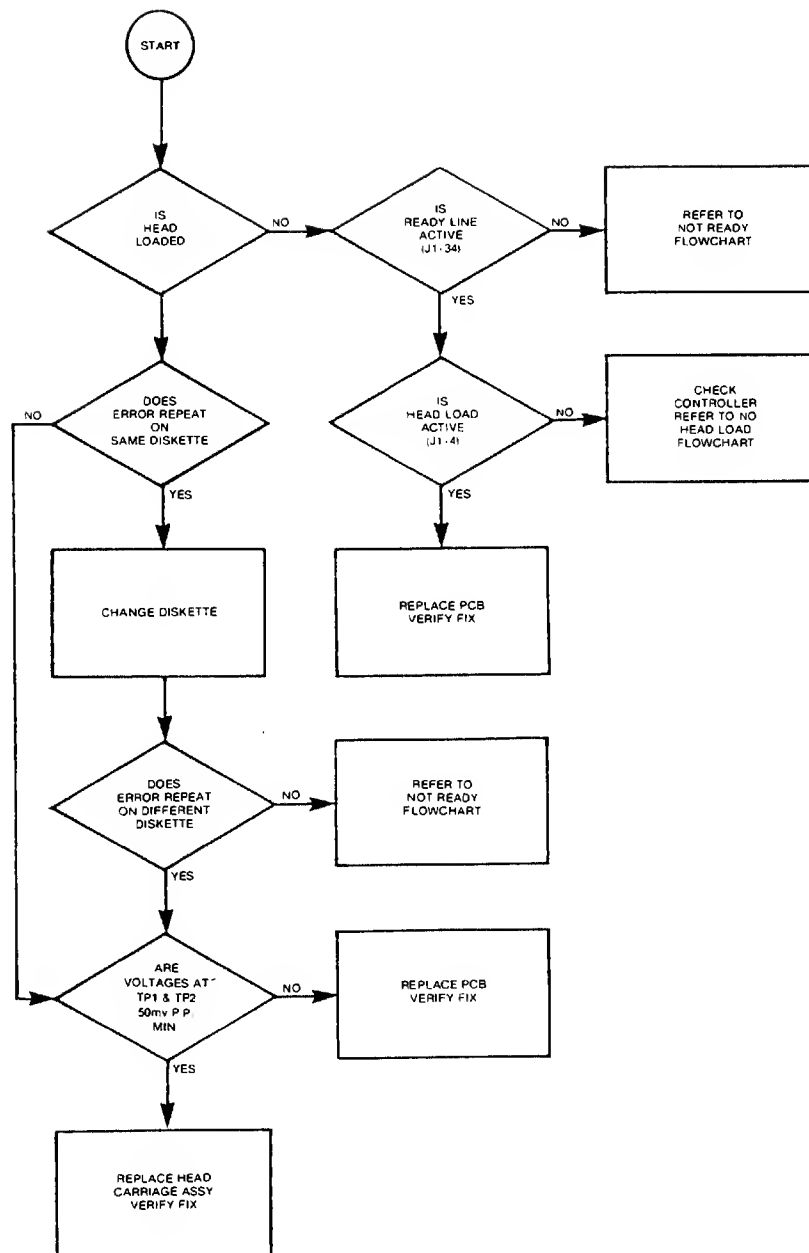 START
IS
HEAD
LOADED
NO
IS
READY LINE
ACTIVE
(J1-34)
NO
REFER TO
NOT READY
FLOWCHART
YES
NO
DOES
ERROR REPEAT
ON
SAME DISKETTE
YES
IS
HEAD LOAD
ACTIVE
(J1-4)
NO
CHECK
CONTROLLER
REFER TO NO
HEAD LOAD
FLOWCHART
YES
CHANGE DISKETTE
REPLACE PCB
VERIFY FIX
DOES
ERROR REPEAT
ON DIFFERENT
DISKETTE
NO
REFER TO
NOT READY
FLOWCHART
YES
ARE
VOLTAGES AT
TP1 & TP2
50mv P P.
MIN
NO
REPLACE PCB
VERIFY FIX
YES
REPLACE HEAD
CARRIAGE ASSY
VERIFY FIX